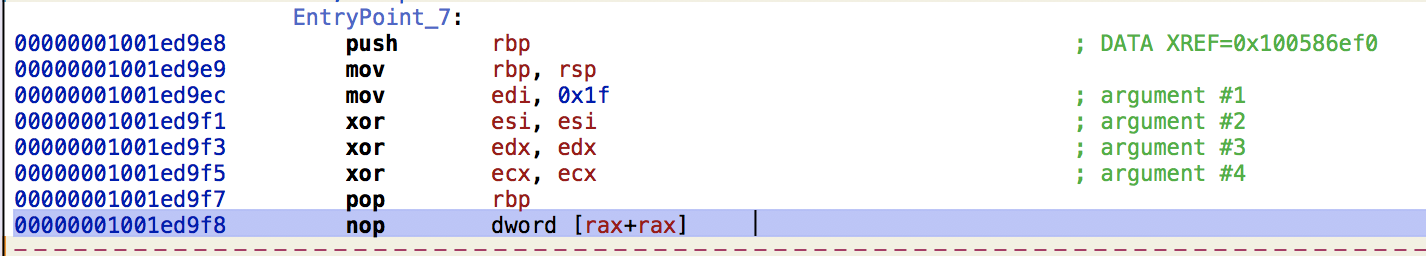 EntryPoint_7:
00000001001ed9e8 push rbp ; DATA XREF=0x100586ef0
00000001001ed9e9 mov rbp, rsp
00000001001ed9ec mov edi, 0x1f ; argument #1
00000001001ed9f1 xor esi, esi ; argument #2
00000001001ed9f3 xor edx, edx ; argument #3
00000001001ed9f5 xor ecx, ecx ; argument #4
00000001001ed9f7 pop rbp
00000001001ed9f8 nop dword [rax+rax]